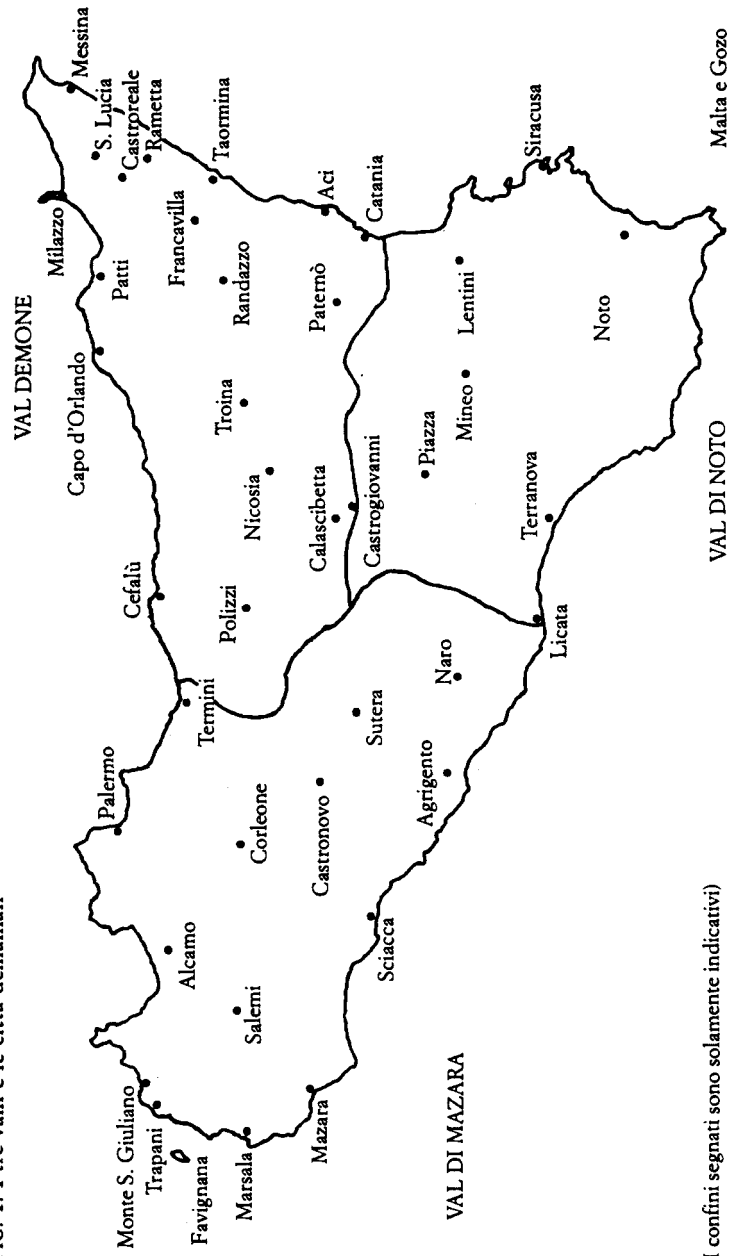 1. I tre valli e le città demaniali
VAL DEMONE
Messina
Milazzo
S. Lucia
Castroreale
Rametta
Patti
Capo d'Orlando
Cefalù
Termini
Palermo
Monte S. Giuliano
Trapani
Favignana
Marsala
Mazara
Alcamo
Salemi
Corleone
Castronovo
Polizzi
Nicosia
Troina
Randazzo
Francavilla
Taormina
Aci
Catania
Paternò
Calascibetta
Castrogiovanni
Sutera
Naro
Agrigento
Sciacca
Piazza
Mineo
Lentini
Siracusa
Noto
Terranova
Licata
VAL DI MAZARA
VAL DI NOTO
Malta e Gozo
I confini segnati sono solamente indicativi)